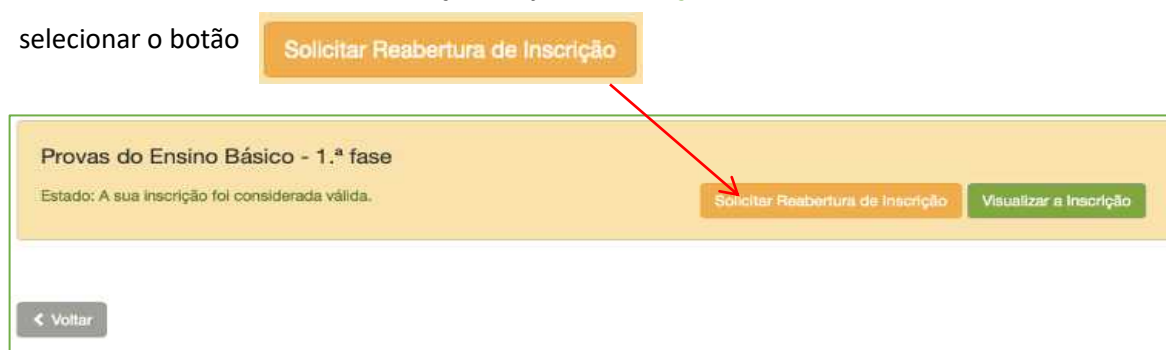 selecionar o botão Solicitar Reabertura de Inscrição
Provas do Ensino Básico - 1.ª fase
Estado: A sua inscrição foi considerada válida.
Solicitar Reabertura de Inscrição Visualizar a Inscrição
Voltar